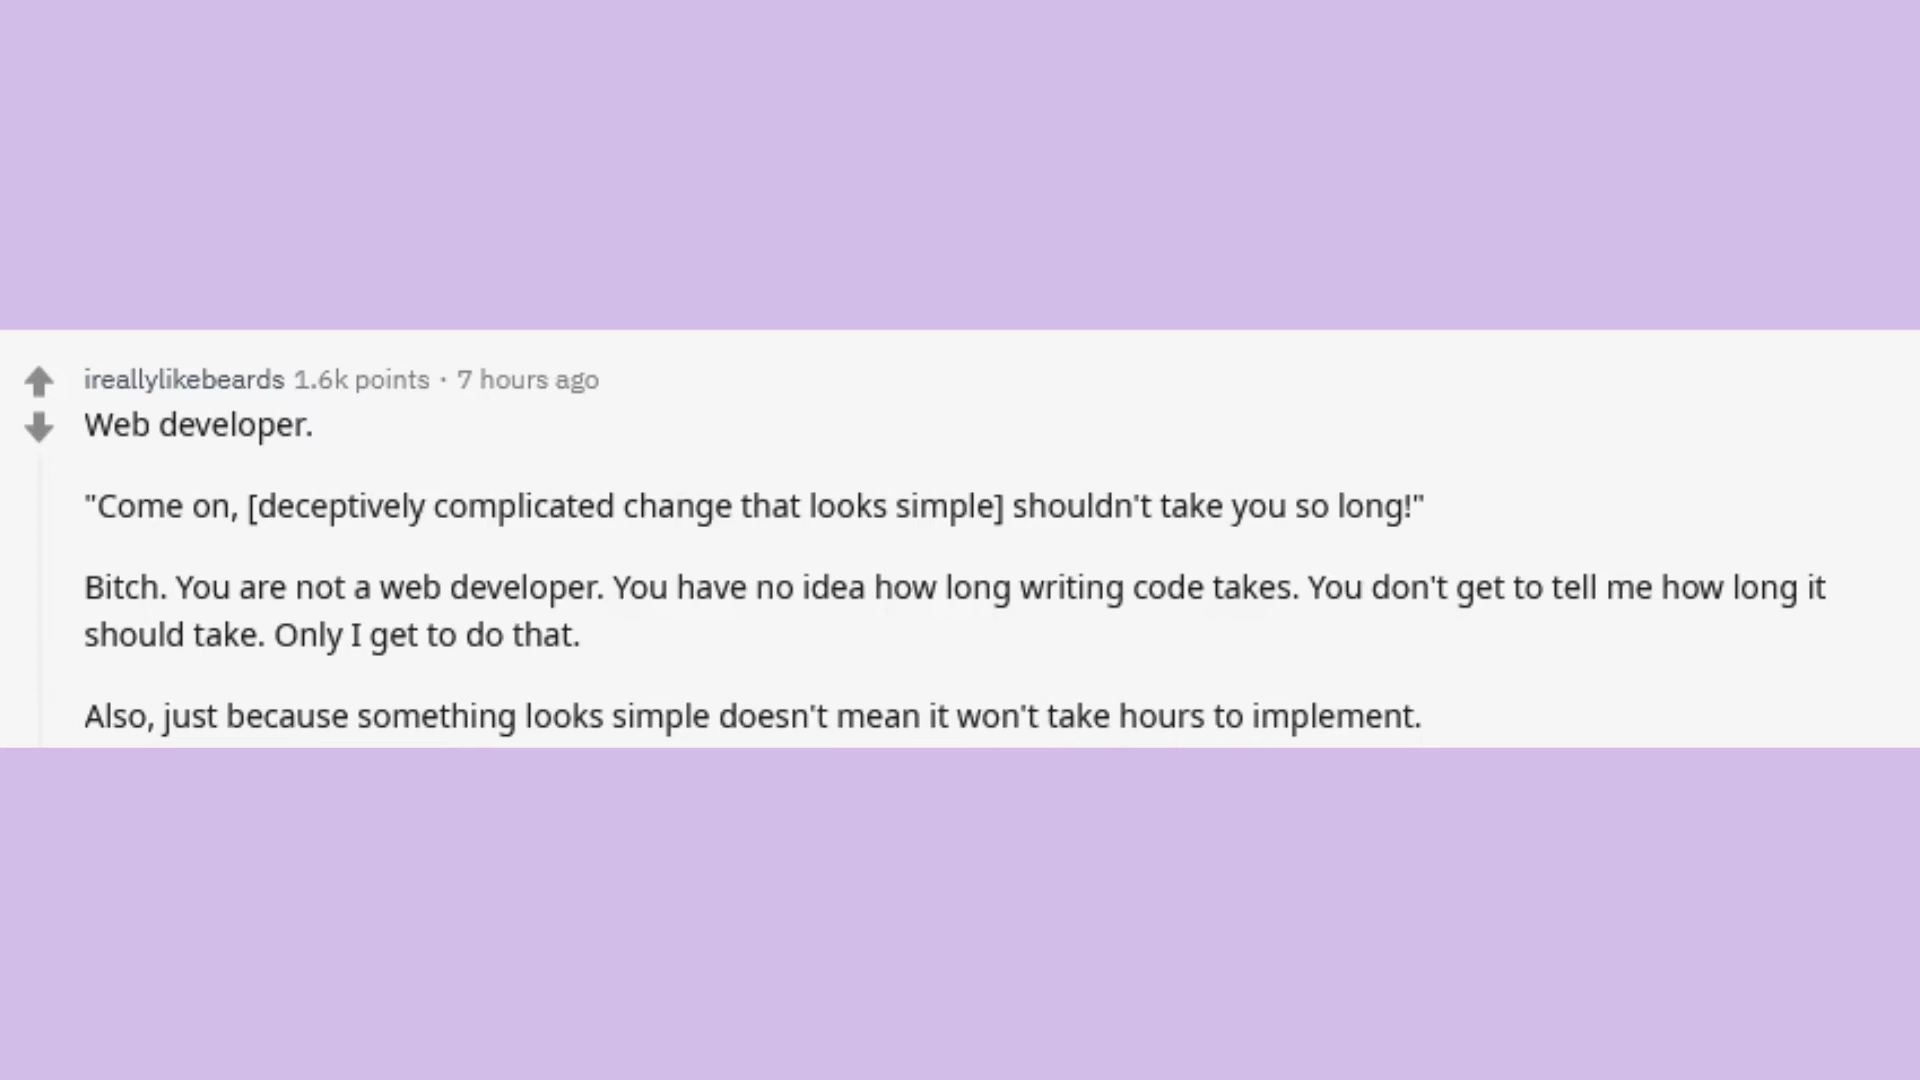 ireallylikebeards 1.6k points · 7 hours ago
Web developer.
"Come on, [deceptively complicated change that looks simple] shouldn't take you so long!"
Bitch. You are not a web developer. You have no idea how long writing code takes. You don't get to tell me how long it
should take. Only I get to do that.
Also, just because something looks simple doesn't mean it won't take hours to implement.